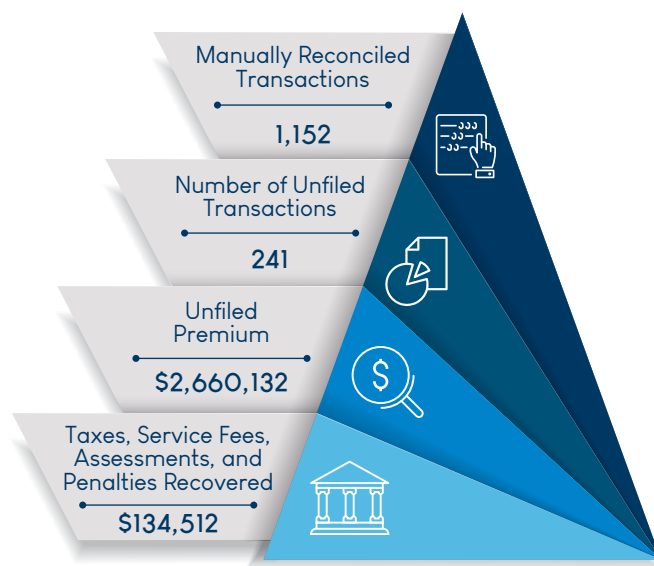 Manually Reconciled
Transactions
1,152
Number of Unfiled
Transactions
241
Unfiled
Premium
$2,660,132
$
Taxes, Service Fees,
Assessments, and
Penalties Recovered
$134,512